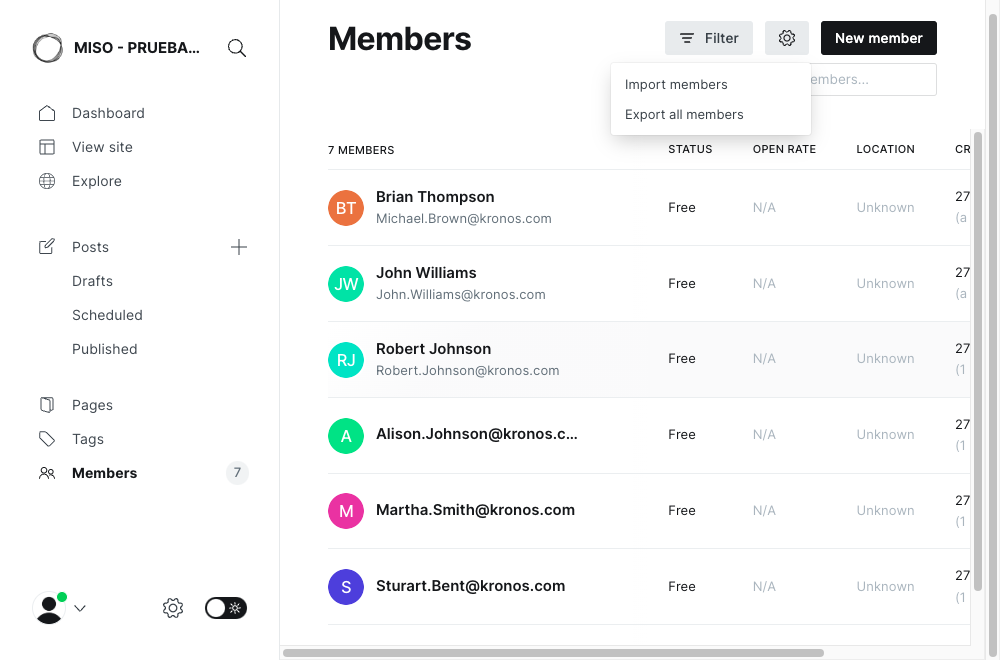 MISO - PRUEBA...
Dashboard
View site
Explore
Posts
Drafts
Scheduled
Published
Pages
Tags
Members
7
Members
Filter
New member
embers...
Import members
Export all members
7 MEMBERS STATUS OPEN RATE LOCATION CR
BT Brian Thompson Free N/A Unknown 27
Michael.Brown@kronos.com (a
JW John Williams Free N/A Unknown 27
John.Williams@kronos.com (a
RJ Robert Johnson Free N/A Unknown 27
Robert.Johnson@kronos.com (1
A Alison.Johnson@kronos.c... Free N/A Unknown 27
(1
M Martha.Smith@kronos.com Free N/A Unknown 27
(1
S Sturart.Bent@kronos.com Free N/A Unknown 27
(1